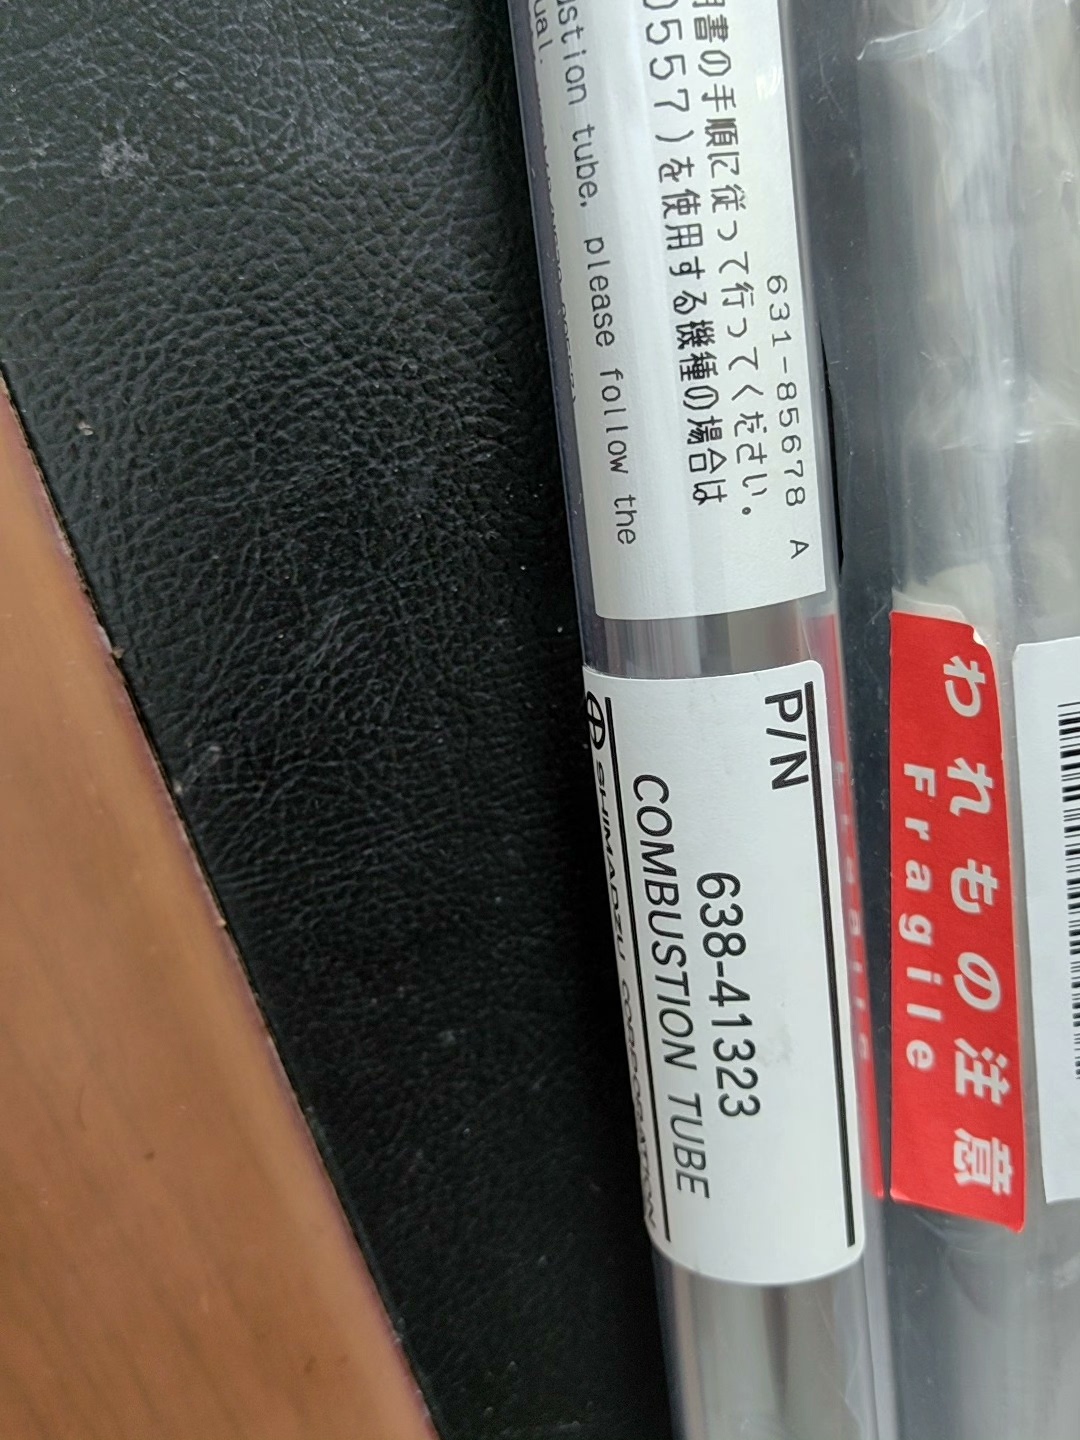 明書の手順に従って行ってください。
0557)を使用する機種の場合は
ustion tube, please follow the
ual.
631-85678 A
P/N
638-41323
COMBUSTION TUBE
SHIMADZU CORPORATION
われもの注意
Fragile